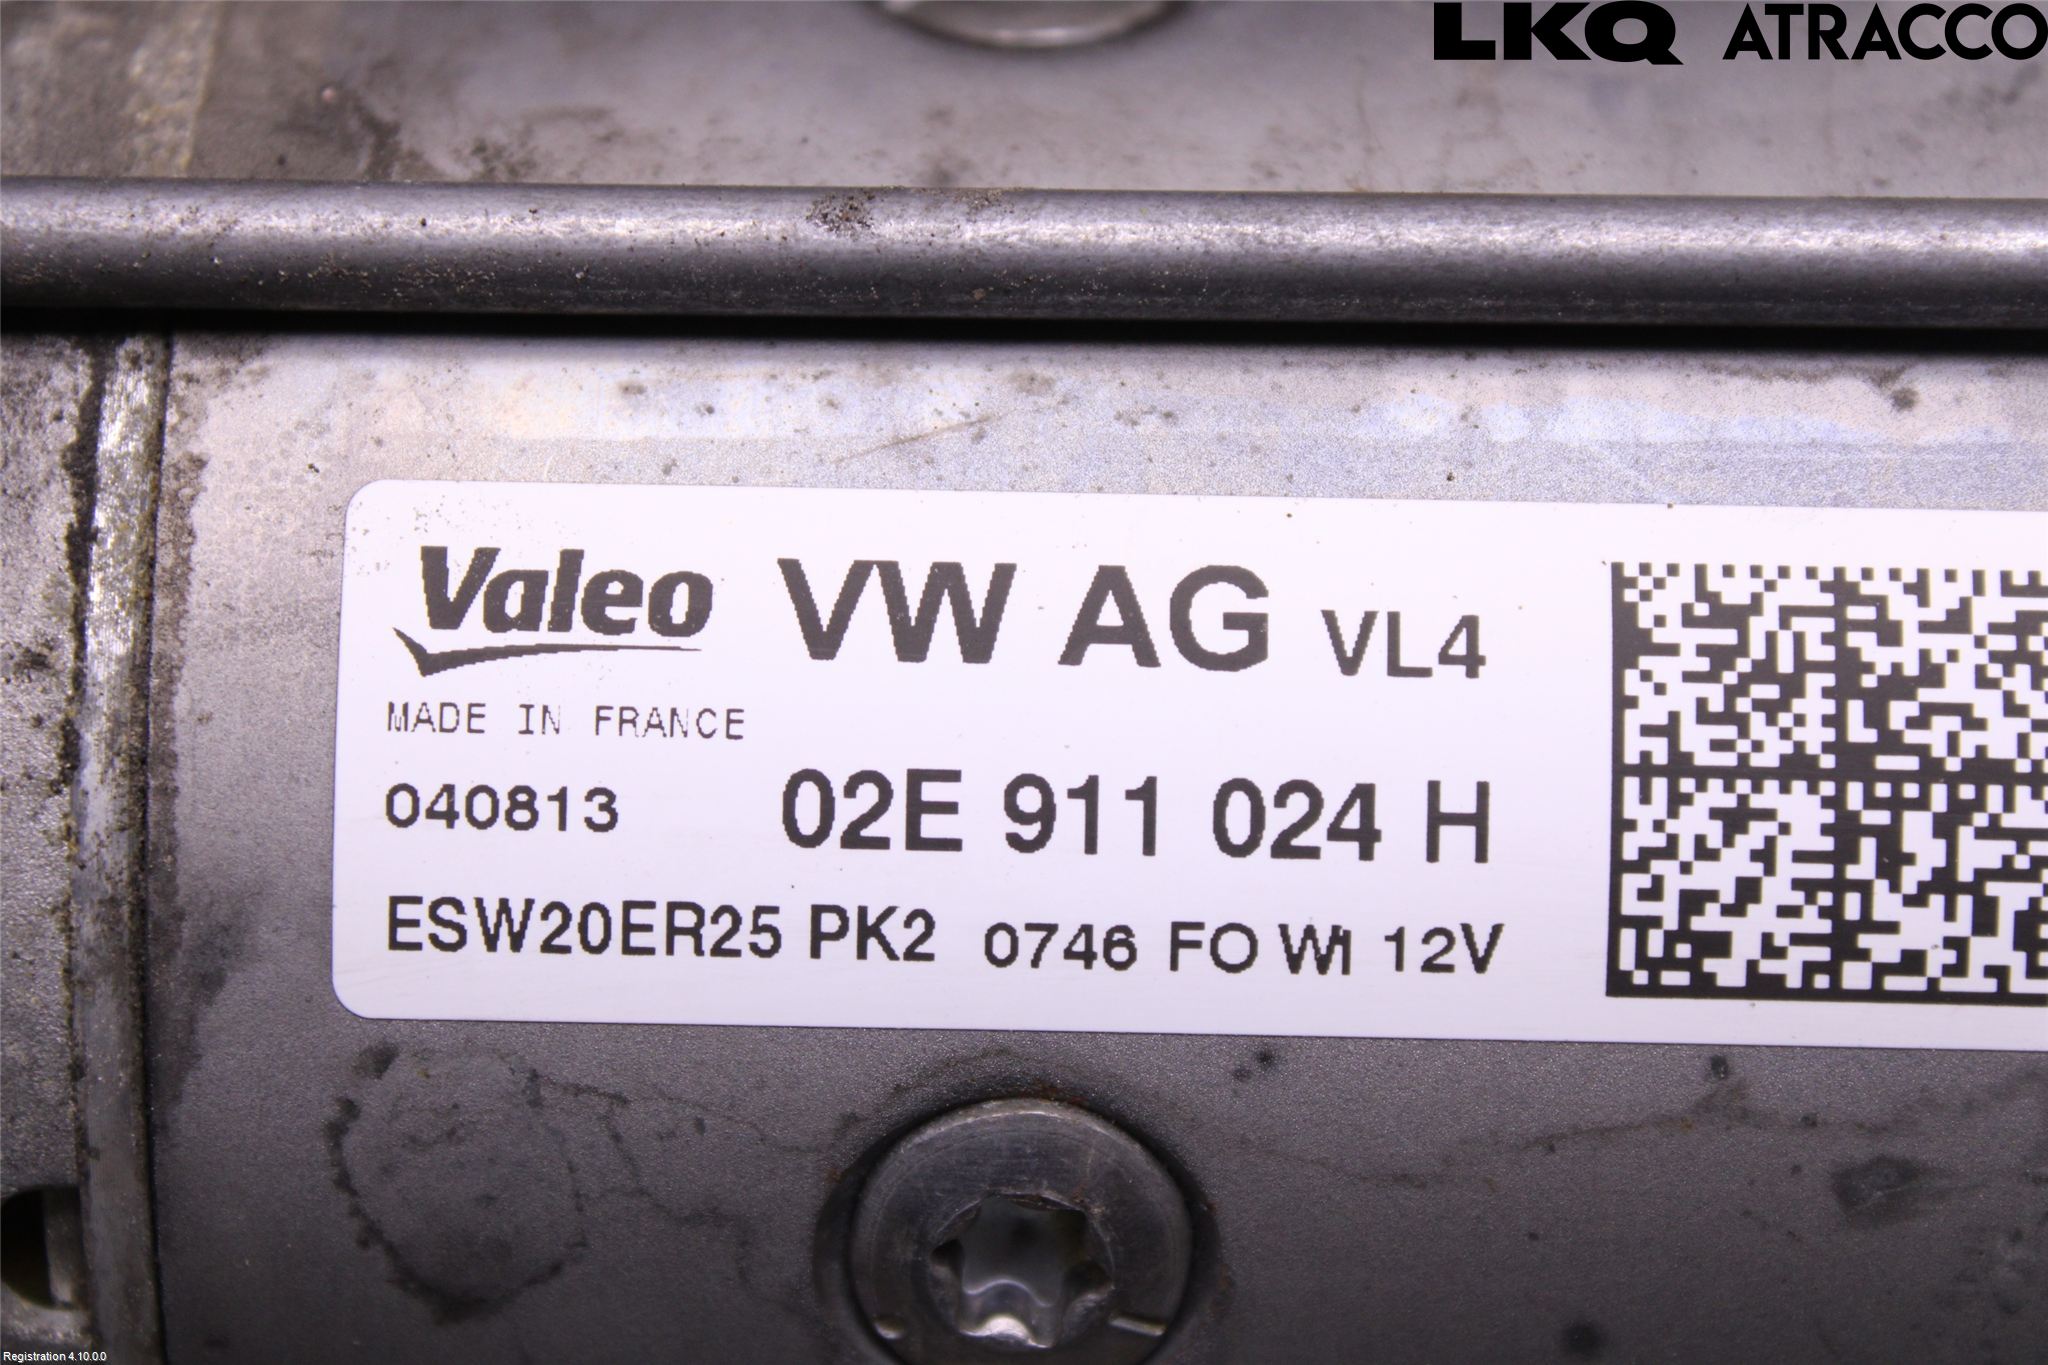 LKQ ATRACCO
Valeo VW AG VL4
MADE IN FRANCE
040813 02E 911 024 H
ESW20ER25 PK2 0746 FO WI 12V
Registration 4.10.0.0